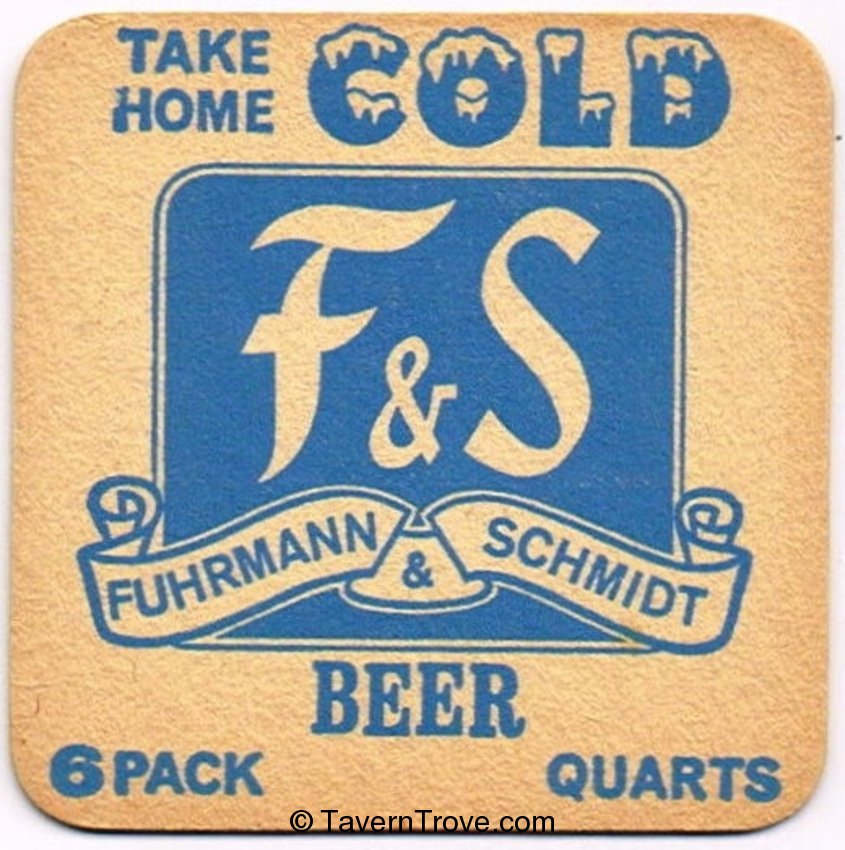 TAKE HOME COLD
F & S
FUHRMANN & SCHMIDT
BEER
6 PACK QUARTS
© TavernTrove.com